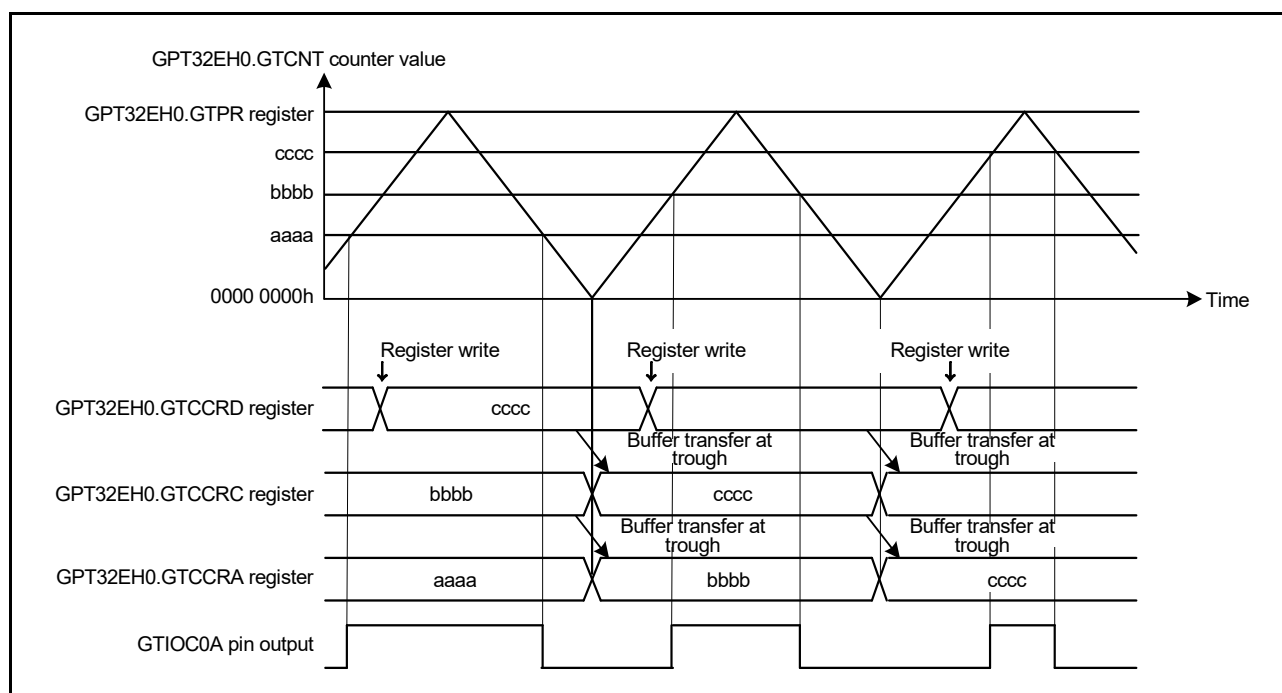 GPT32EH0.GTCNT counter value
GPT32EH0.GTPR register
cccc
bbbb
aaaa
0000 0000h
Time
Register write
Register write
Register write
GPT32EH0.GTCCRD register
cccc
Buffer transfer at
trough
Buffer transfer at
trough
GPT32EH0.GTCCRC register
bbbb
cccc
Buffer transfer at
trough
Buffer transfer at
trough
GPT32EH0.GTCCRA register
aaaa
bbbb
cccc
GTIOC0A pin output